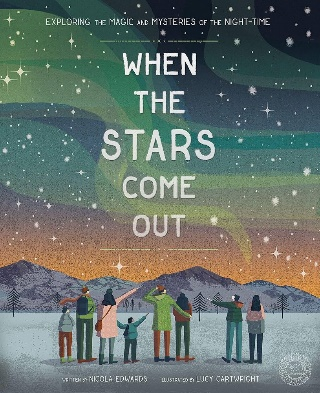 EXPLORING THE MAGIC AND MYSTERIES OF THE NIGHT-TIME
WHEN
THE
STARS
COME
OUT
WRITTEN BY NICOLA EDWARDS ILLUSTRATED BY LUCY CARTWRIGHT